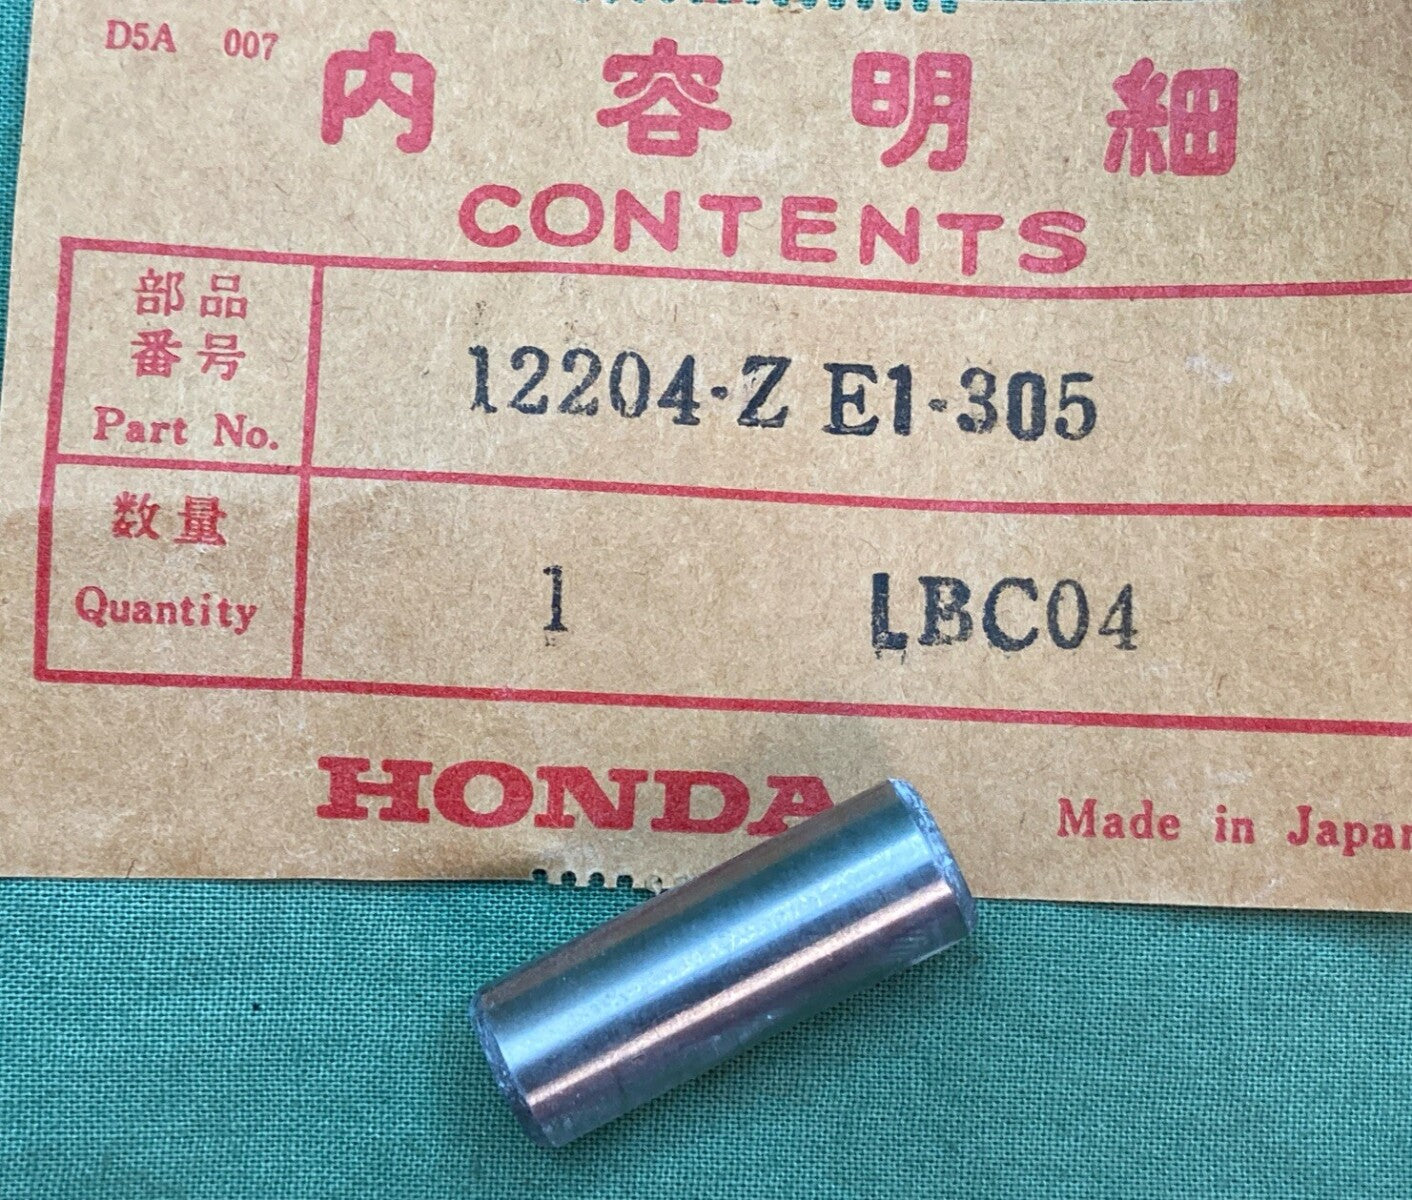 D5A 007
内容明細
CONTENTS
部品
番号
Part No.
12204-ZE1-305
数量
Quantity
1 LBC04
HONDA
Made in Japan